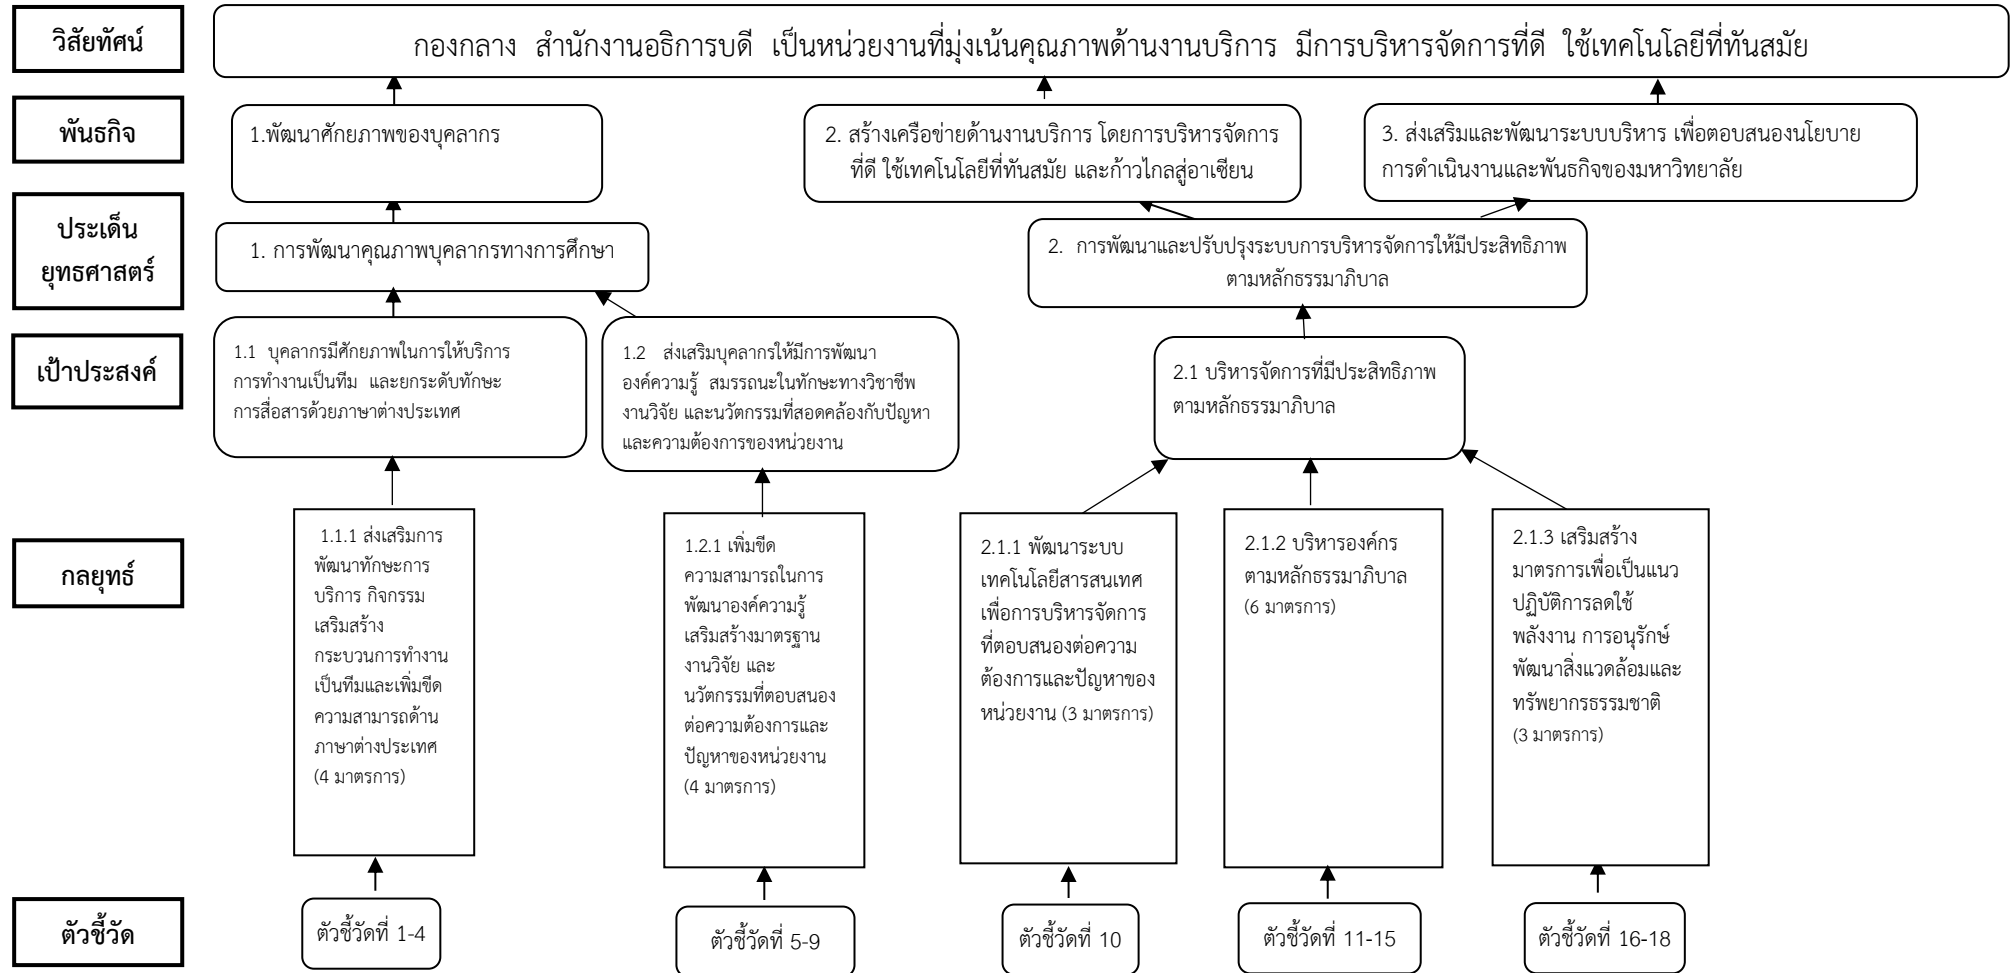 วิสัยทัศน์
กองกลาง สำนักงานอธิการบดี เป็นหน่วยงานที่มุ่งเน้นคุณภาพด้านงานบริการ มีการบริหารจัดการที่ดี ใช้เทคโนโลยีที่ทันสมัย
พันธกิจ
1.พัฒนาศักยภาพของบุคลากร
2. สร้างเครือข่ายด้านงานบริการ โดยการบริหารจัดการ
ที่ดี ใช้เทคโนโลยีที่ทันสมัย และก้าวไกลสู่อาเซียน
3. ส่งเสริมและพัฒนาระบบบริหาร เพื่อตอบสนองนโยบาย
การดำเนินงานและพันธกิจของมหาวิทยาลัย
ประเด็น
ยุทธศาสตร์
1. การพัฒนาคุณภาพบุคลากรทางการศึกษา
2. การพัฒนาและปรับปรุงระบบการบริหารจัดการให้มีประสิทธิภาพ
ตามหลักธรรมาภิบาล
เป้าประสงค์
1.1 บุคลากรมีศักยภาพในการให้บริการ
การทำงานเป็นทีม และยกระดับทักษะ
การสื่อสารด้วยภาษาต่างประเทศ
1.2 ส่งเสริมบุคลากรให้มีการพัฒนา
องค์ความรู้ สมรรถนะในทักษะทางวิชาชีพ
งานวิจัย และนวัตกรรมที่สอดคล้องกับปัญหา
และความต้องการของหน่วยงาน
2.1 บริหารจัดการที่มีประสิทธิภาพ
ตามหลักธรรมาภิบาล
กลยุทธ์
1.1.1 ส่งเสริมการ
พัฒนาทักษะการ
บริการ กิจกรรม
เสริมสร้าง
กระบวนการทำงาน
เป็นทีมและเพิ่มขีด
ความสามารถด้าน
ภาษาต่างประเทศ
(4 มาตรการ)
1.2.1 เพิ่มขีด
ความสามารถในการ
พัฒนาองค์ความรู้
เสริมสร้างมาตรฐาน
งานวิจัย และ
นวัตกรรมที่ตอบสนอง
ต่อความต้องการและ
ปัญหาของหน่วยงาน
(4 มาตรการ)
2.1.1 พัฒนาระบบ
เทคโนโลยีสารสนเทศ
เพื่อการบริหารจัดการ
ที่ตอบสนองต่อความ
ต้องการและปัญหาของ
หน่วยงาน (3 มาตรการ)
2.1.2 บริหารองค์กร
ตามหลักธรรมาภิบาล
(6 มาตรการ)
2.1.3 เสริมสร้าง
มาตรการเพื่อเป็นแนว
ปฏิบัติการลดใช้
พลังงาน การอนุรักษ์
พัฒนาสิ่งแวดล้อมและ
ทรัพยากรธรรมชาติ
(3 มาตรการ)
ตัวชี้วัด
ตัวชี้วัดที่ 1-4
ตัวชี้วัดที่ 5-9
ตัวชี้วัดที่ 10
ตัวชี้วัดที่ 11-15
ตัวชี้วัดที่ 16-18